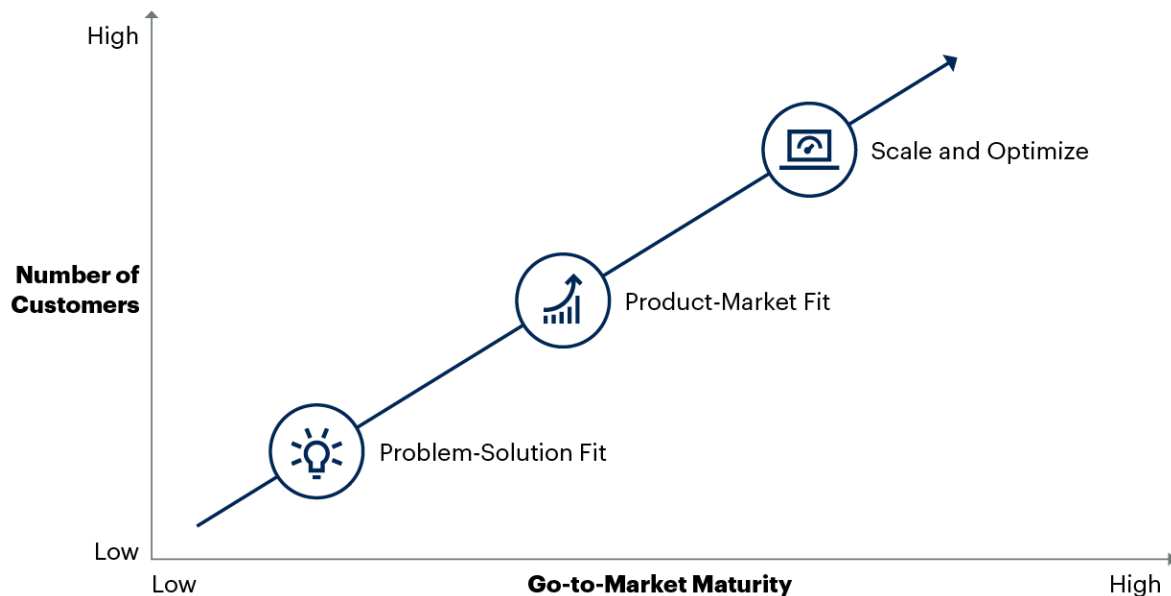 High
Scale and Optimize
Number of
Customers
Product-Market Fit
Problem-Solution Fit
Low
Low
Go-to-Market Maturity
High